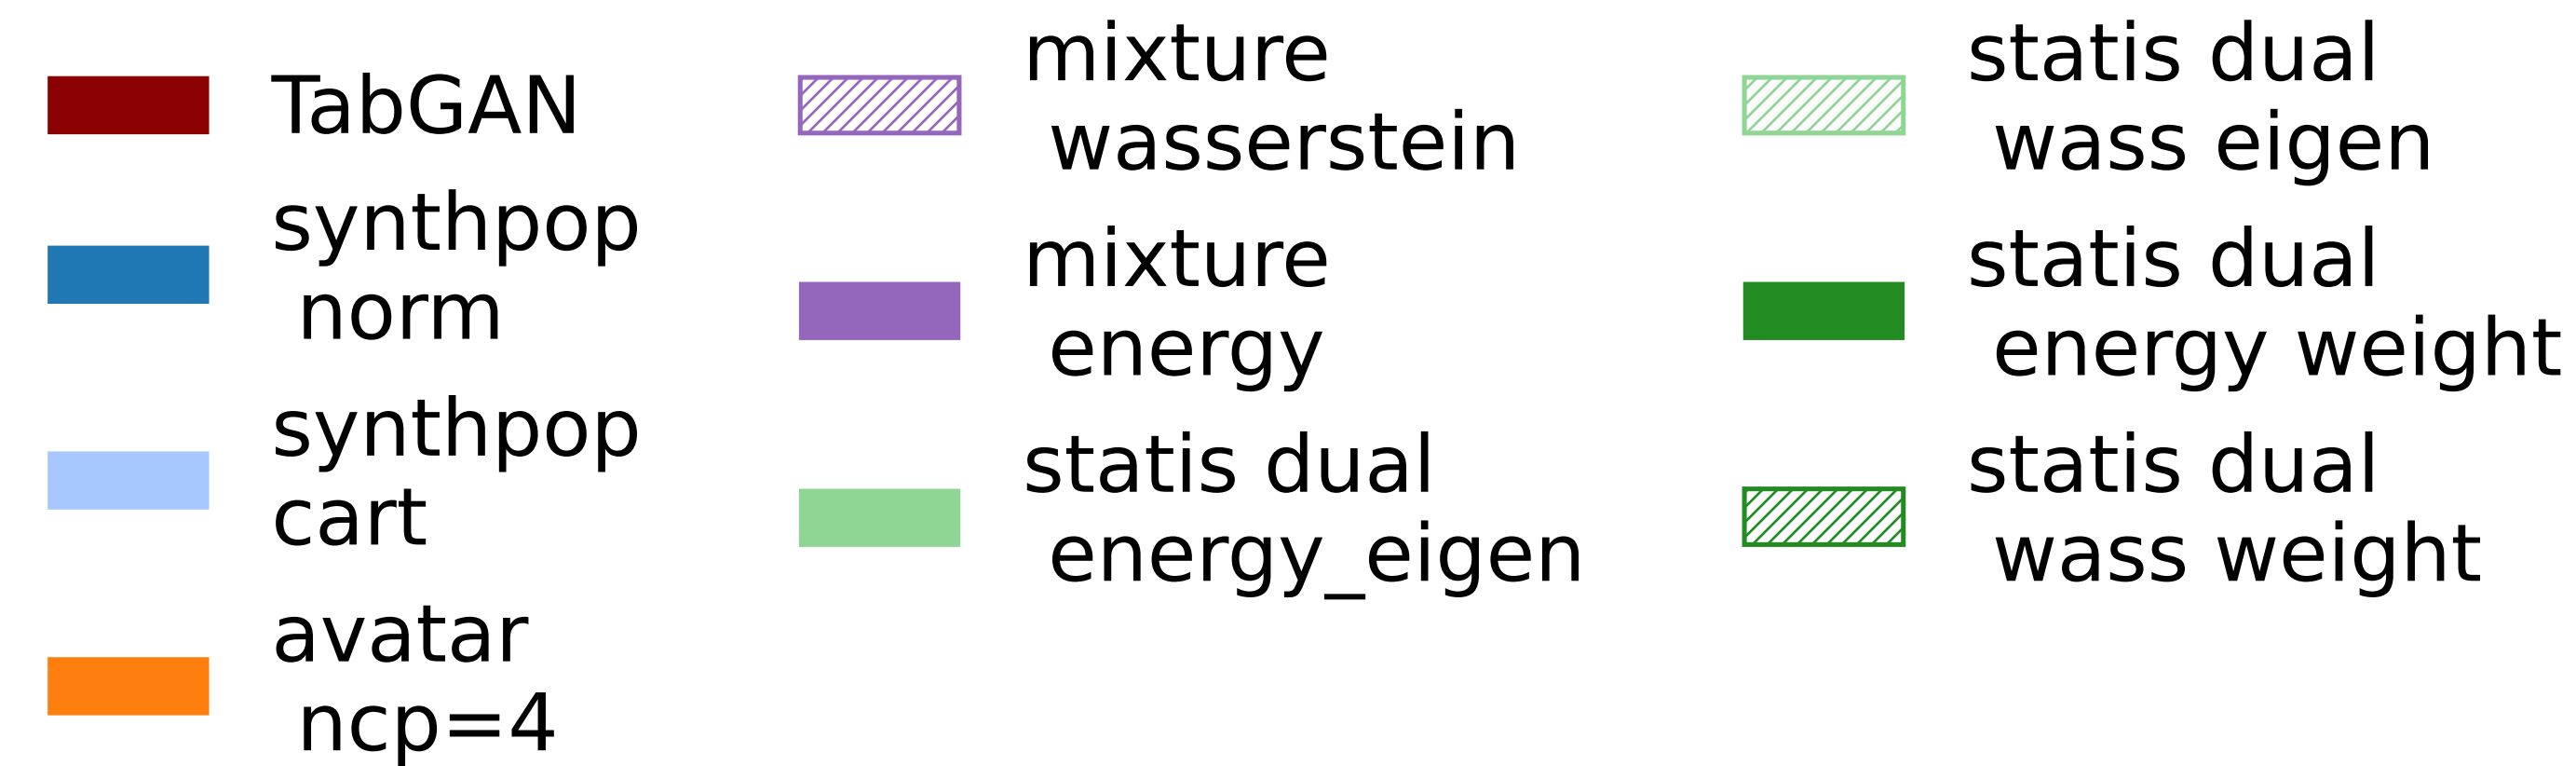 TabGAN
synthpop
norm
synthpop
cart
avatar
ncp=4
mixture
wasserstein
mixture
energy
statis dual
energy_eigen
statis dual
wass eigen
statis dual
energy weight
statis dual
wass weight